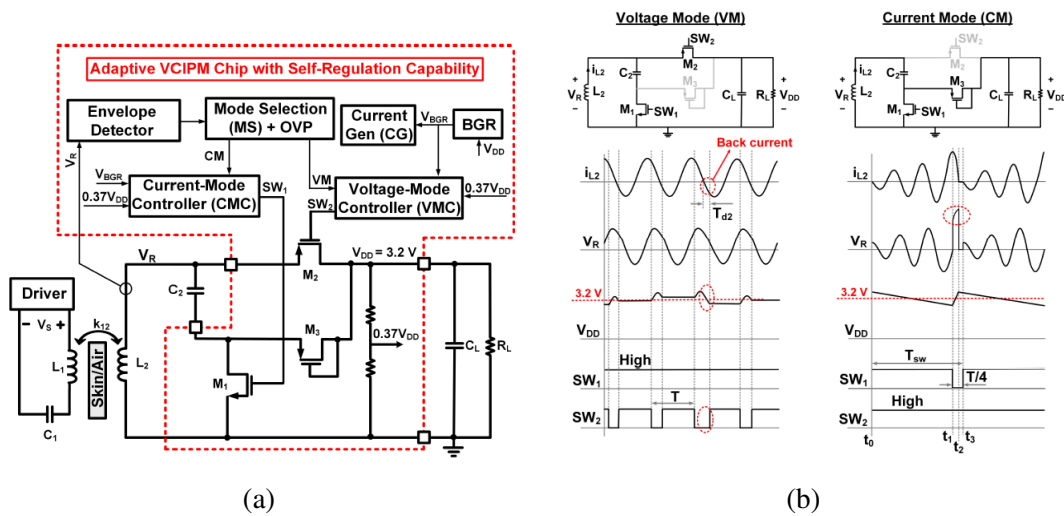 Adaptive VCIPM Chip with Self-Regulation Capability
Envelope
Detector
Mode Selection
(MS) + OVP
Current
Gen (CG)
V_BGR
BGR
V_DD
V_R
CM
V_BGR
0.37V_DD
Current-Mode
Controller (CMC)
SW_1
VM
SW_2
Voltage-Mode
Controller (VMC)
0.37V_DD
V_R
M_2
V_DD = 3.2 V
C_2
M_3
0.37V_DD
M_1
C_L
R_L
Driver
− V_S +
k_12
L_1
Skin/Air
L_2
C_1
(a)
Voltage Mode (VM)
SW_2
M_2
i_L2
C_2
M_3
+
V_R
−
L_2
M_1
SW_1
C_L
R_L
+
V_DD
−
Back current
i_L2
T_d2
V_R
3.2 V
V_DD
High
SW_1
T
SW_2
Current Mode (CM)
SW_2
M_2
i_L2
C_2
M_3
+
V_R
−
L_2
M_1
SW_1
C_L
R_L
+
V_DD
−
i_L2
V_R
3.2 V
V_DD
T_sw
T/4
SW_1
High
SW_2
t_0
t_1
t_2
t_3
(b)